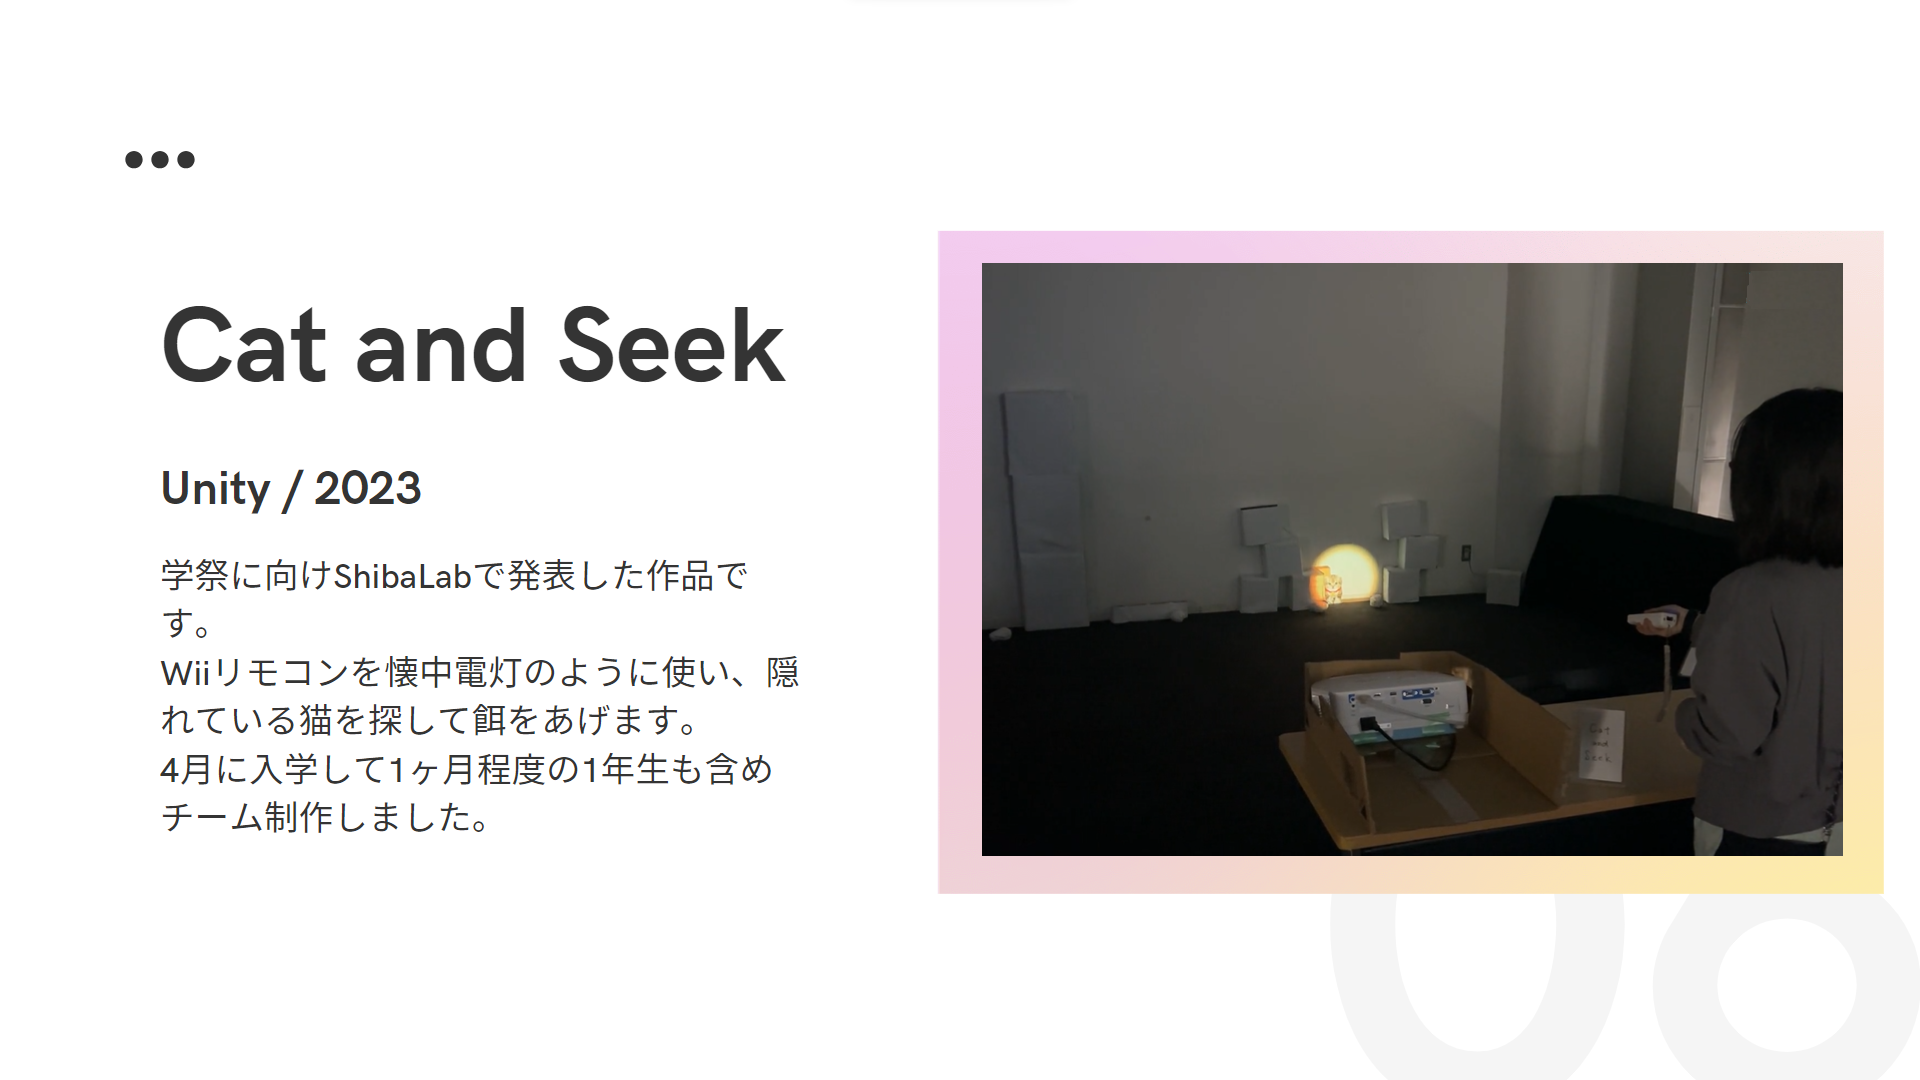 Cat and Seek
Unity / 2023
学祭に向けShibaLabで発表した作品で
す。
Wiiリモコンを懐中電灯のように使い、隠
れている猫を探して餌をあげます。
4月に入学して1ヶ月程度の1年生も含め
チーム制作しました。
Cat
and
Seek